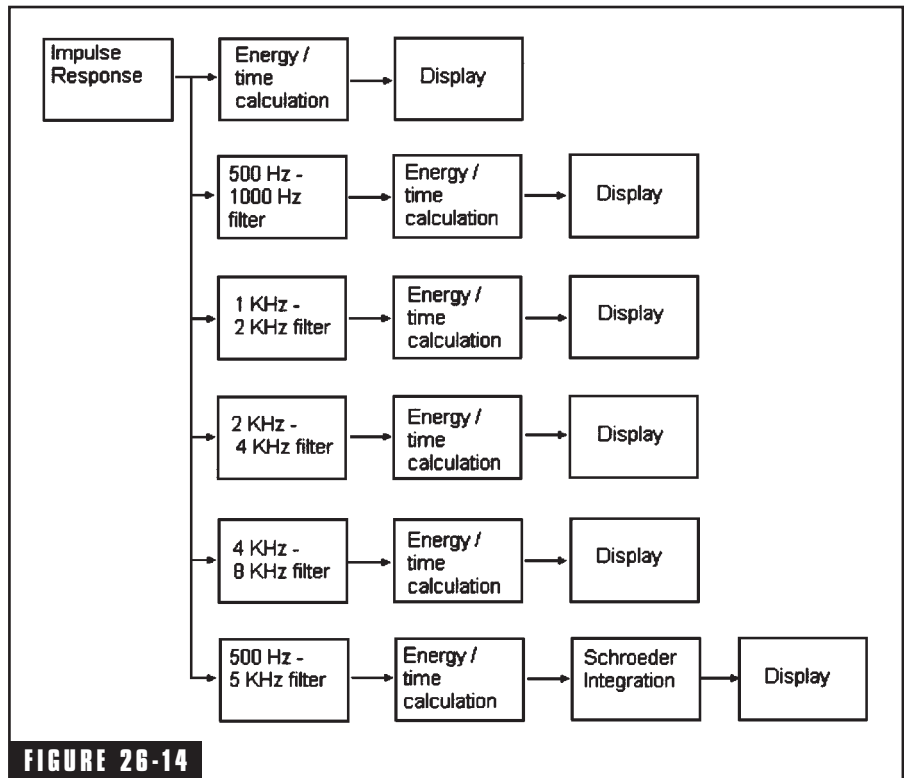 Impulse
Response
Energy /
time
calculation
Display
500 Hz -
1000 Hz
filter
Energy /
time
calculation
Display
1 KHz -
2 KHz filter
Energy /
time
calculation
Display
2 KHz -
4 KHz filter
Energy /
time
calculation
Display
4 KHz -
8 KHz filter
Energy /
time
calculation
Display
500 Hz -
5 KHz filter
Energy /
time
calculation
Schroeder
Integration
Display
FIGURE 26-14